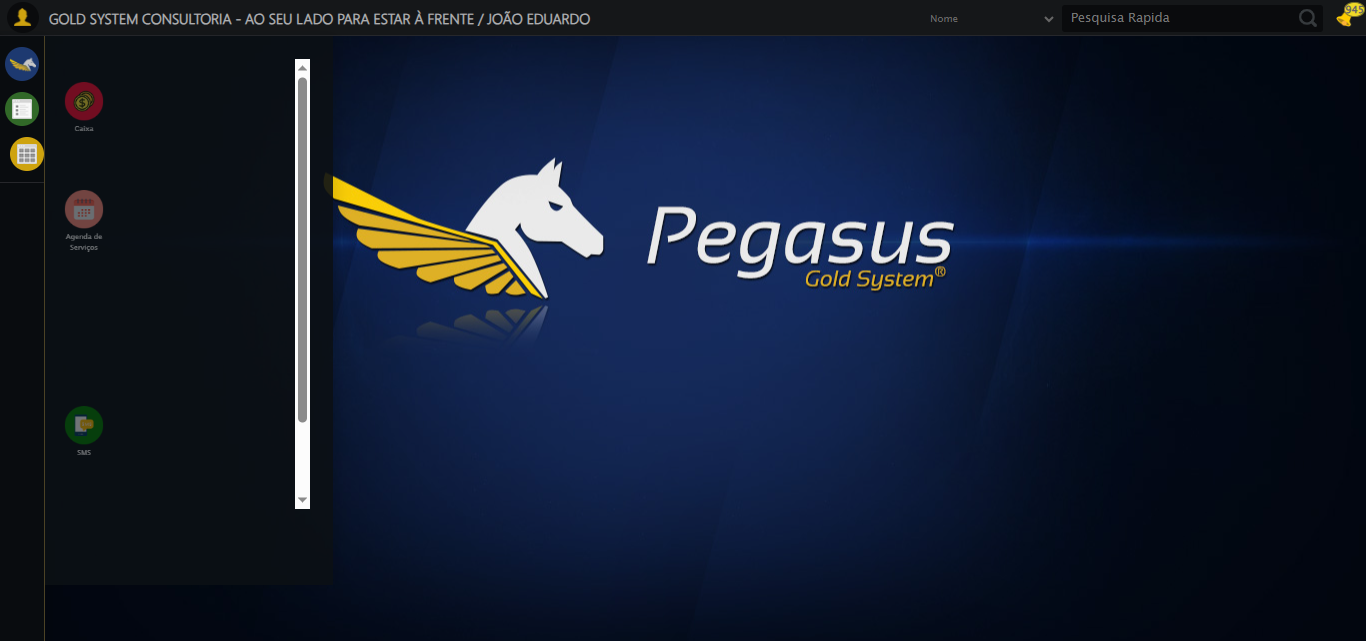 GOLD SYSTEM CONSULTORIA - AO SEU LADO PARA ESTAR À FRENTE / JOÃO EDUARDO
Nome
Pesquisa Rapida
945
Caixa
Agenda de
Serviços
SMS
Pegasus
Gold System®